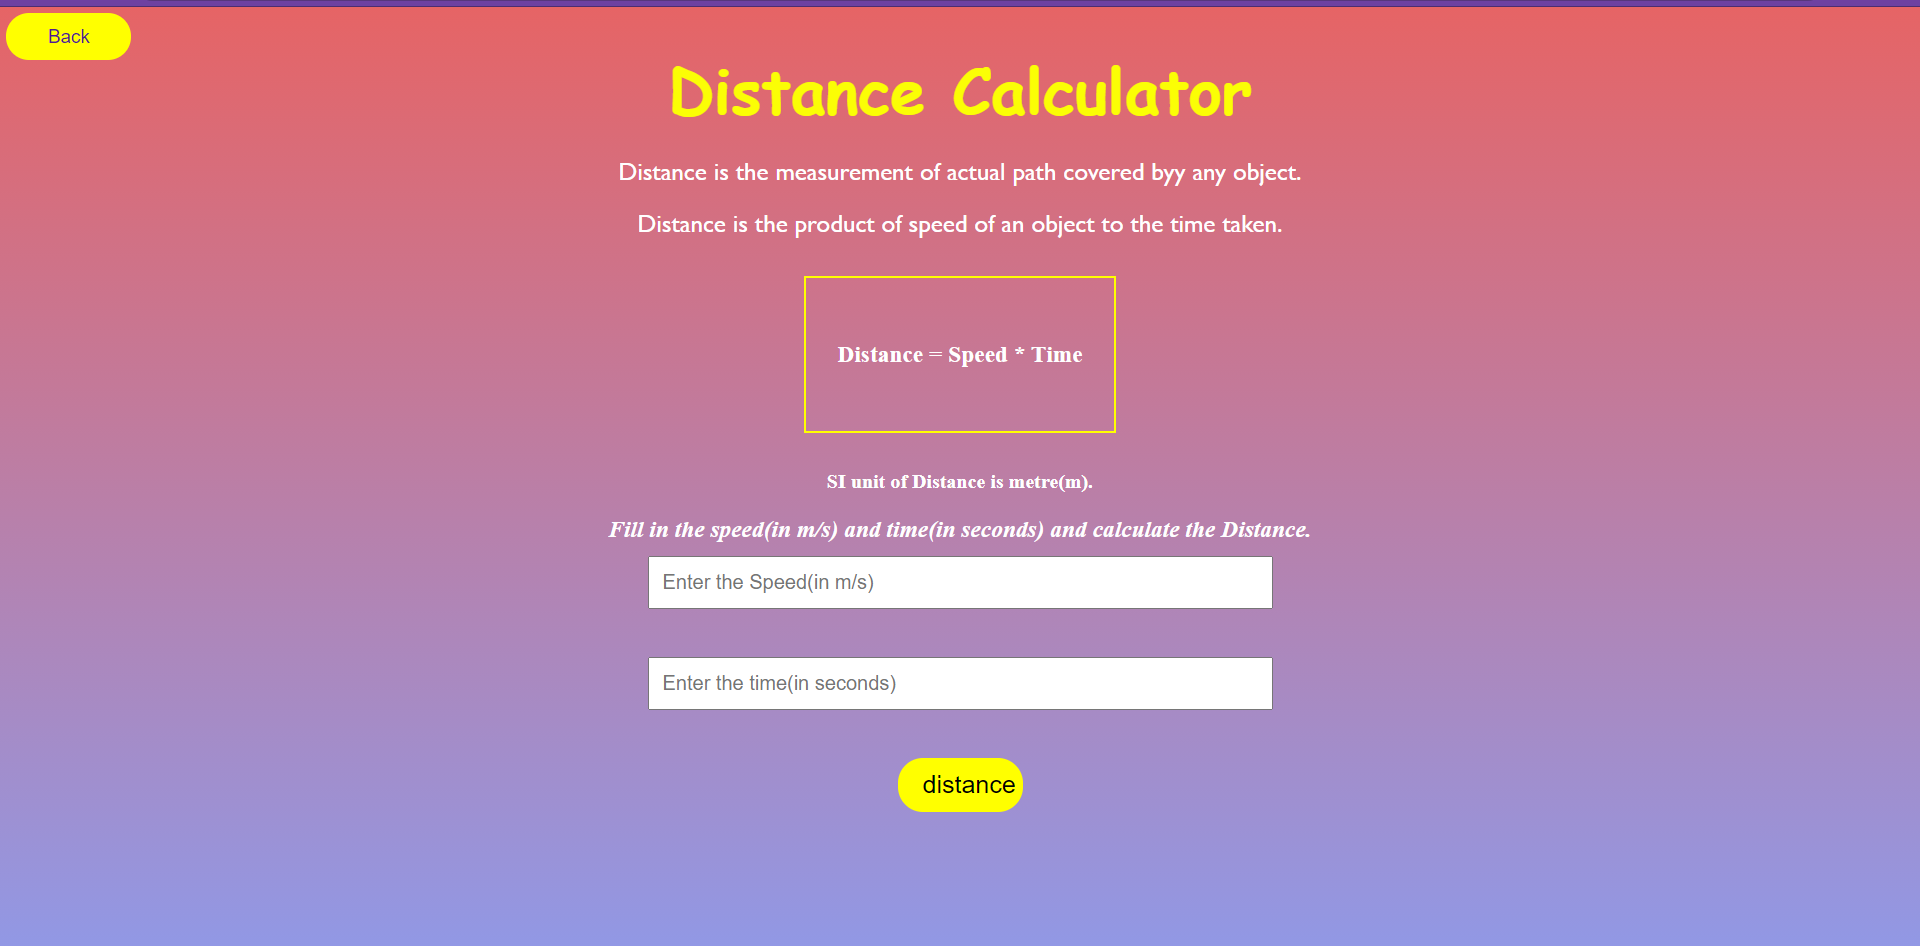 Back
Distance Calculator
Distance is the measurement of actual path covered byy any object.
Distance is the product of speed of an object to the time taken.
Distance = Speed * Time
SI unit of Distance is metre(m).
Fill in the speed(in m/s) and time(in seconds) and calculate the Distance.
Enter the Speed(in m/s)
Enter the time(in seconds)
distance